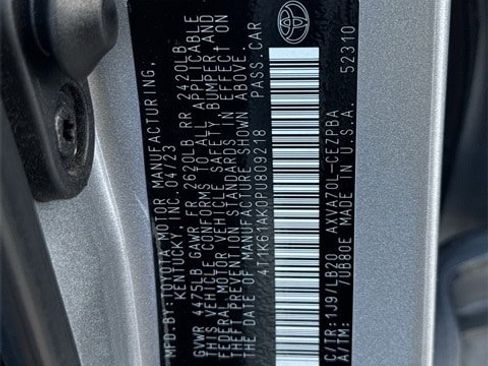 MFD.BY:TOYOTA MOTOR MANUFACTURING,
KENTUCKY, INC. 04/23
GVWR 4475LB GAWR FR 2620LB RR 2420LB
THIS VEHICLE CONFORMS TO ALL APPLICABLE
FEDERAL MOTOR VEHICLE SAFETY, BUMPER, AND
THEFT PREVENTION STANDARDS IN EFFECT ON
THE DATE OF MANUFACTURE SHOWN ABOVE.
4T1K61AK0PU809218 PASS.CAR
C/TR: 1J9/LB20 AXVA70L-CEZPBA
A/TM: /UB80E MADE IN U.S.A. 52310